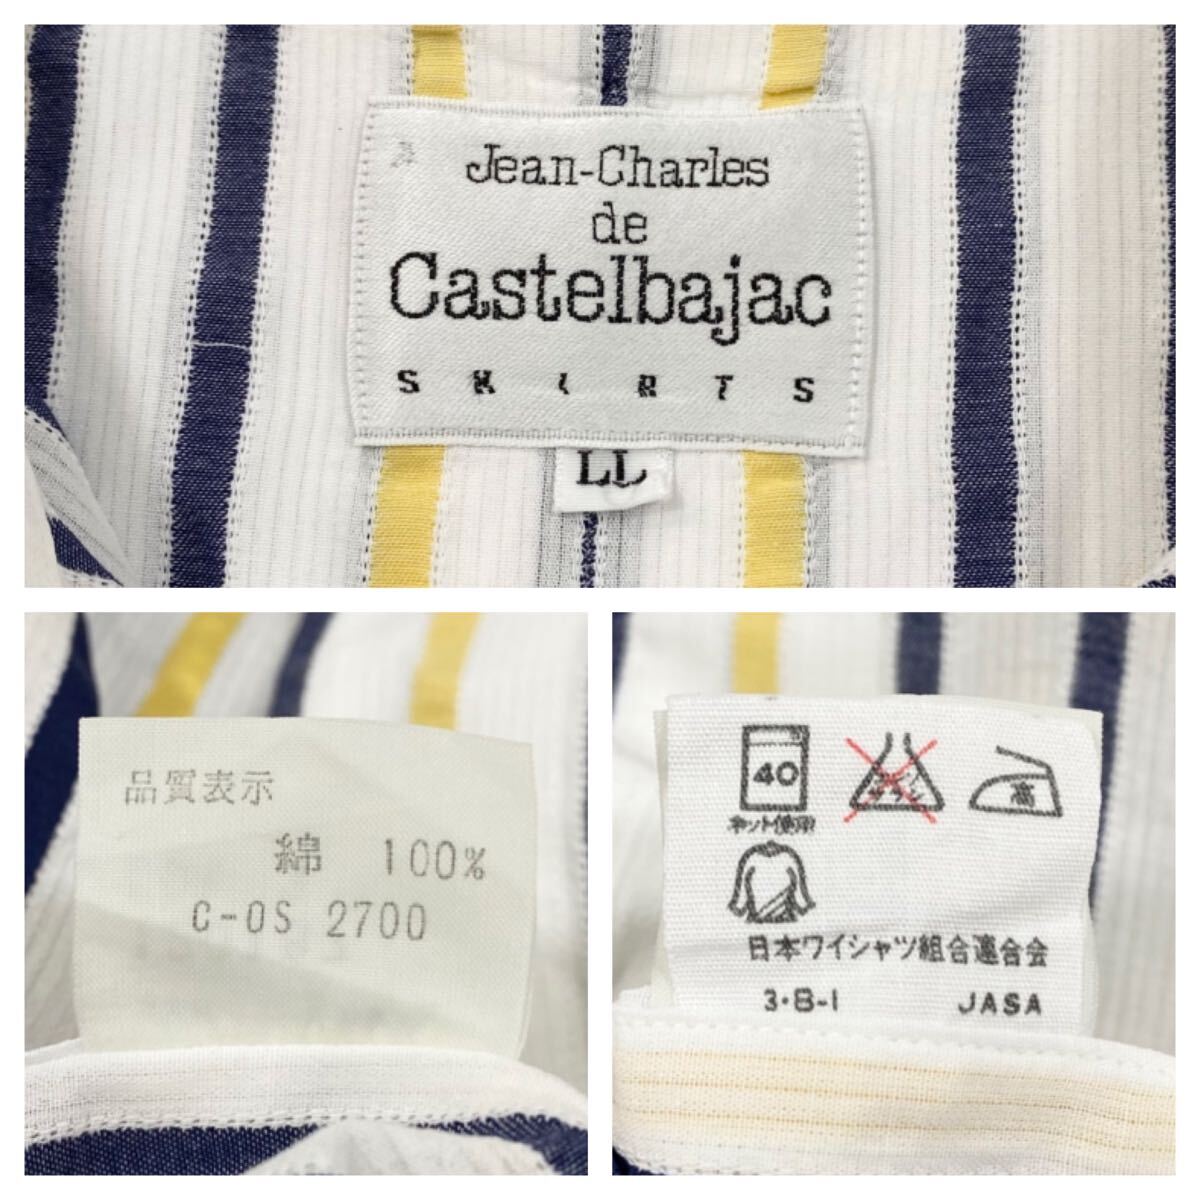 Jean-Charles
de
Castelbajac
SHIRTS
LL
品質表示
綿 100%
C-OS 2700
40
ネット使用
高
日本ワイシャツ組合連合会
3・8-1 JASA